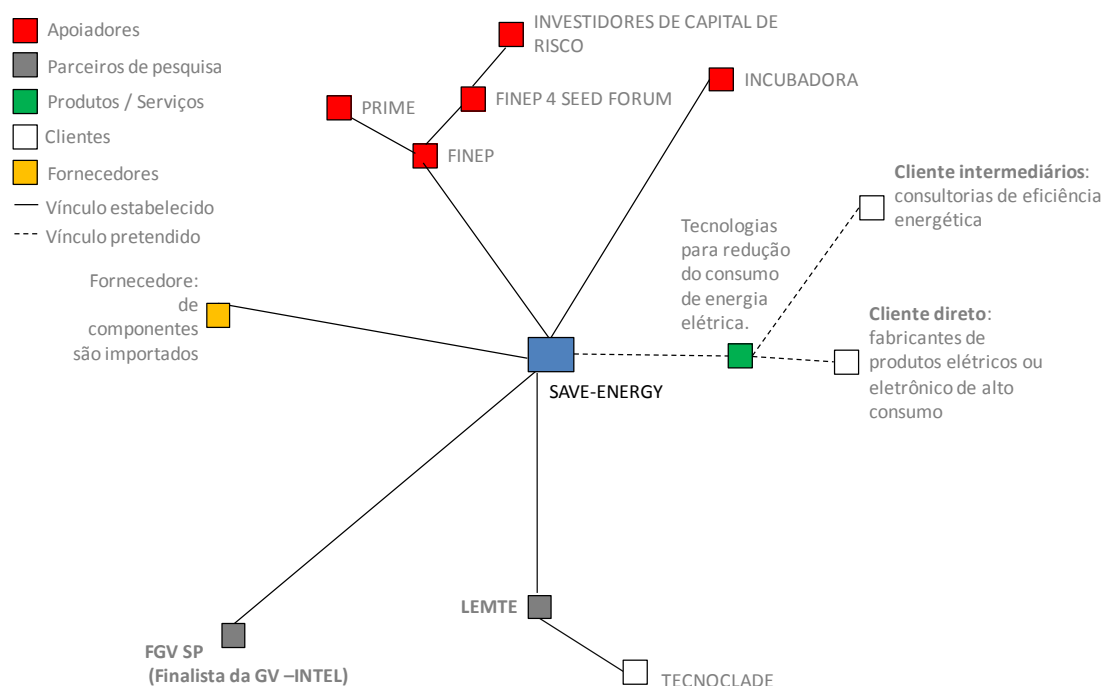 Apoiadores
Parceiros de pesquisa
Produtos / Serviços
Clientes
Fornecedores
Vínculo estabelecido
Vínculo pretendido
INVESTIDORES DE CAPITAL DE
RISCO
INCUBADORA
FINEP 4 SEED FORUM
PRIME
FINEP
Cliente intermediários:
consultorias de eficiência
energética
Tecnologias
para redução
do consumo
de energia
elétrica.
Fornecedore:
de
componentes
são importados
Cliente direto:
fabricantes de
produtos elétricos ou
eletrônico de alto
consumo
SAVE-ENERGY
LEMTE
FGV SP
(Finalista da GV –INTEL)
TECNOCLADE